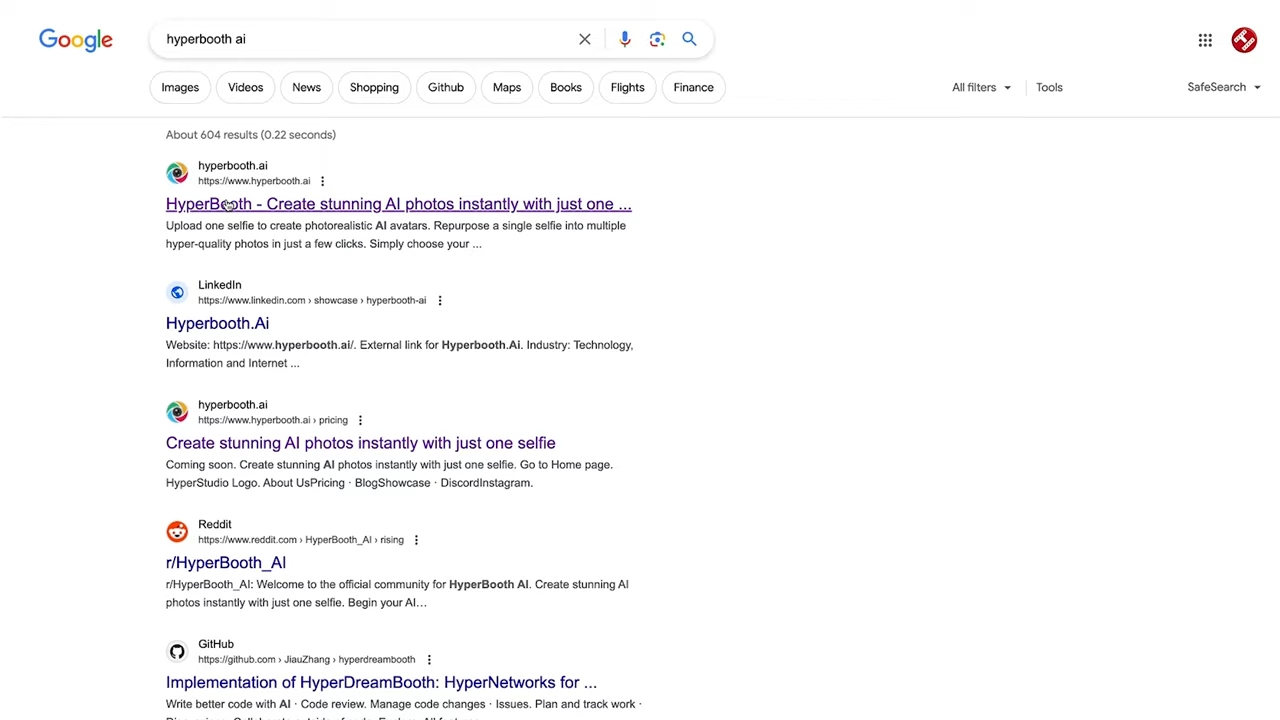 Google
hyperbooth ai
Images
Videos
News
Shopping
Github
Maps
Books
Flights
Finance
All filters
Tools
SafeSearch
About 604 results (0.22 seconds)
hyperbooth.ai
https://www.hyperbooth.ai
HyperBooth - Create stunning AI photos instantly with just one ...
Upload one selfie to create photorealistic AI avatars. Repurpose a single selfie into multiple
hyper-quality photos in just a few clicks. Simply choose your ...
LinkedIn
https://www.linkedin.com › showcase › hyperbooth-ai
Hyperbooth.Ai
Website: https://www.hyperbooth.ai/. External link for Hyperbooth.Ai. Industry: Technology,
Information and Internet ...
hyperbooth.ai
https://www.hyperbooth.ai › pricing
Create stunning AI photos instantly with just one selfie
Coming soon. Create stunning AI photos instantly with just one selfie. Go to Home page.
HyperStudio Logo. About UsPricing · BlogShowcase · DiscordInstagram.
Reddit
https://www.reddit.com › HyperBooth_AI › rising
r/HyperBooth_AI
r/HyperBooth_AI: Welcome to the official community for HyperBooth AI. Create stunning AI
photos instantly with just one selfie. Begin your AI...
GitHub
https://github.com › JiauZhang › hyperdreambooth
Implementation of HyperDreamBooth: HyperNetworks for ...
Write better code with AI · Code review. Manage code changes · Issues. Plan and track work ·